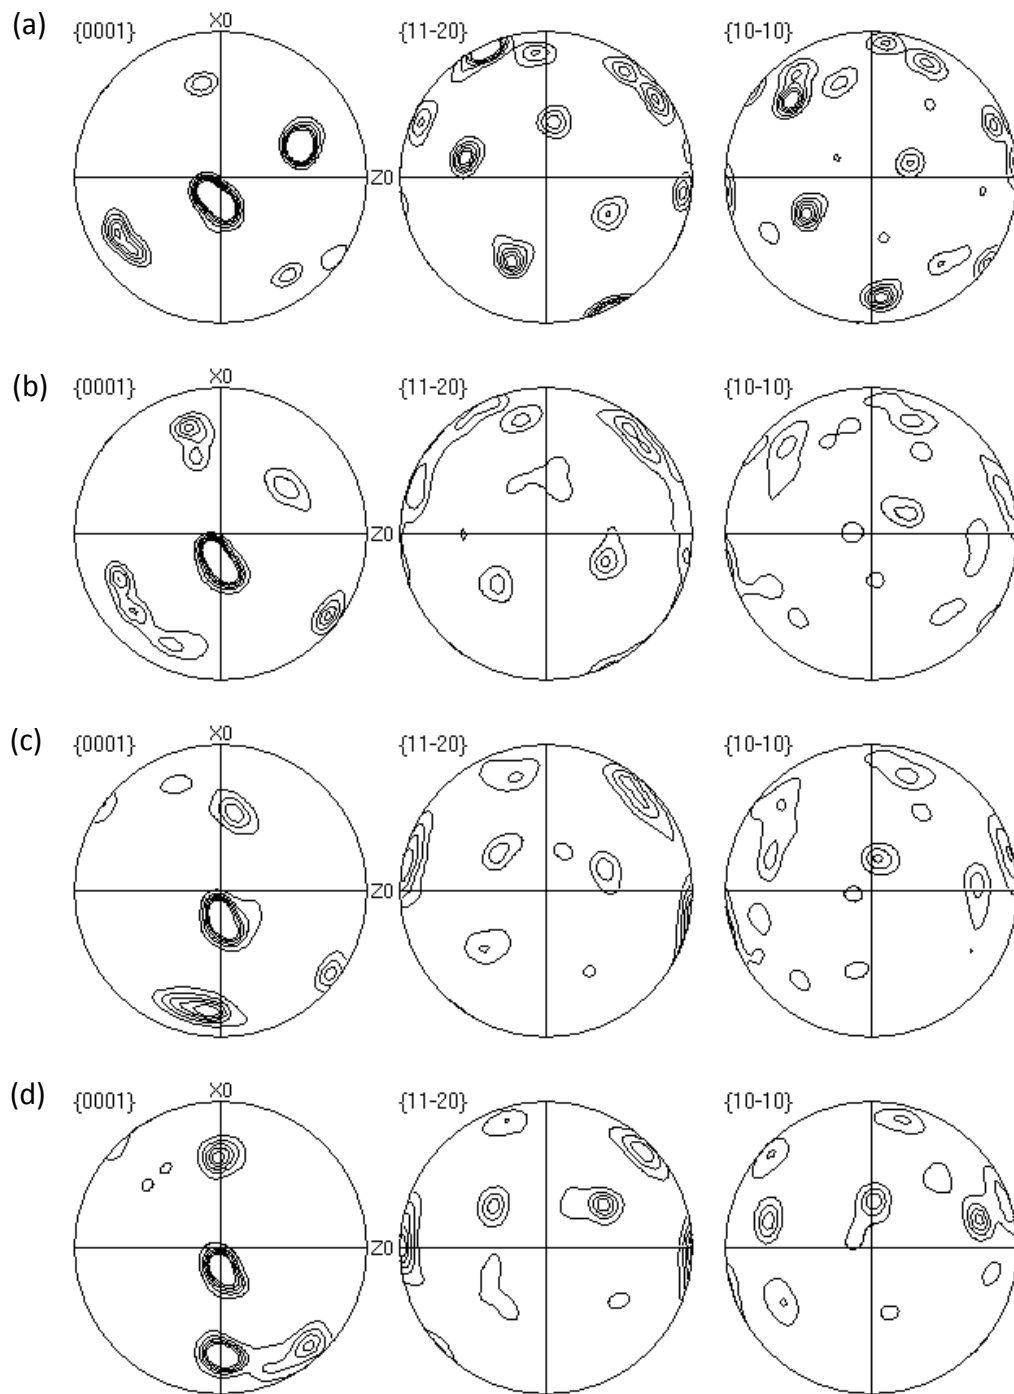 (a) {0001} X0 {11-20} {10-10}
Z0
(b) {0001} X0 {11-20} {10-10}
Z0
(c) {0001} X0 {11-20} {10-10}
Z0
(d) {0001} X0 {11-20} {10-10}
Z0